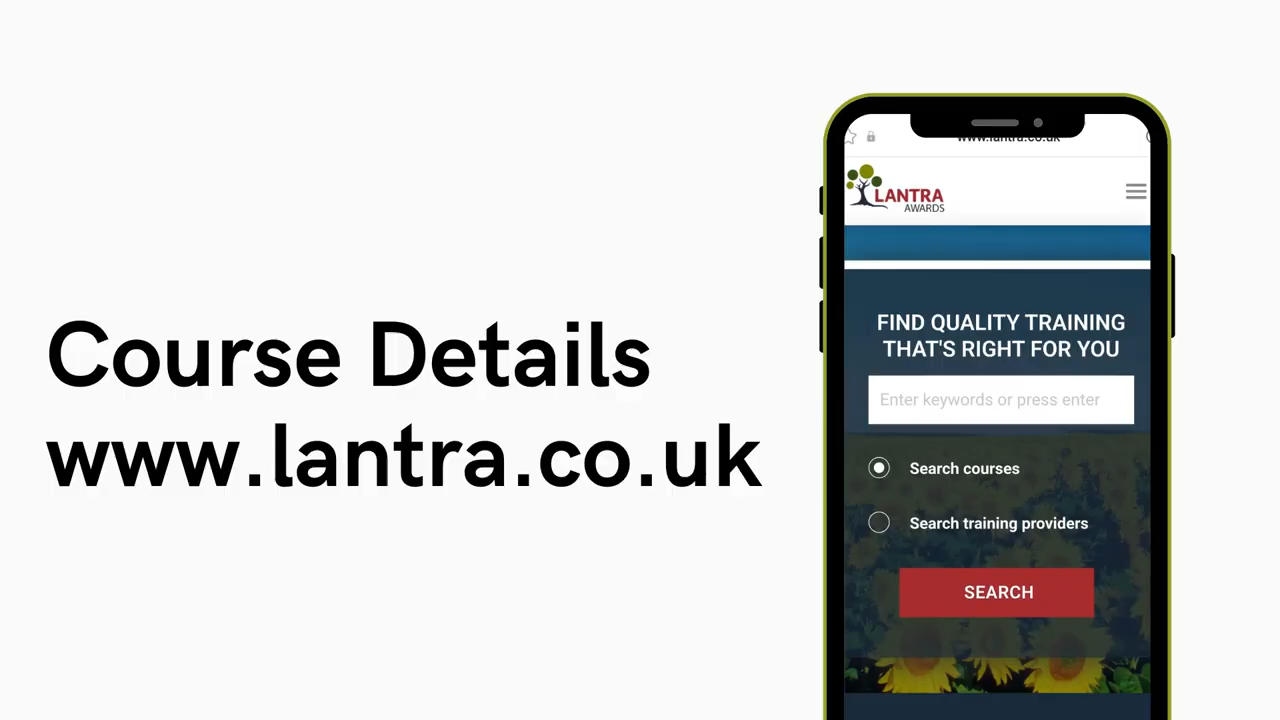 Course Details
www.lantra.co.uk
www.lantra.co.uk
LANTRA
AWARDS
FIND QUALITY TRAINING
THAT'S RIGHT FOR YOU
Enter keywords or press enter
Search courses
Search training providers
SEARCH